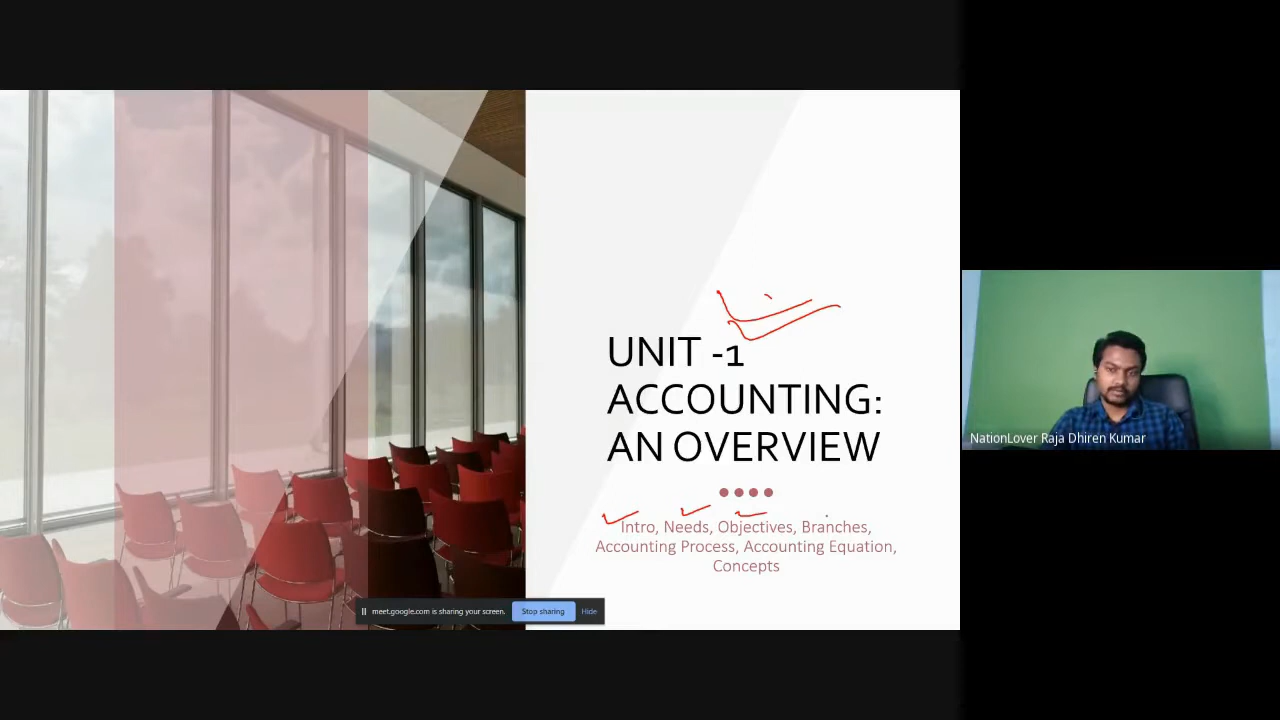 UNIT -1
ACCOUNTING:
AN OVERVIEW
Intro, Needs, Objectives, Branches,
Accounting Process, Accounting Equation,
Concepts
meet.google.com is sharing your screen. Stop sharing Hide
NationLover Raja Dhiren Kumar